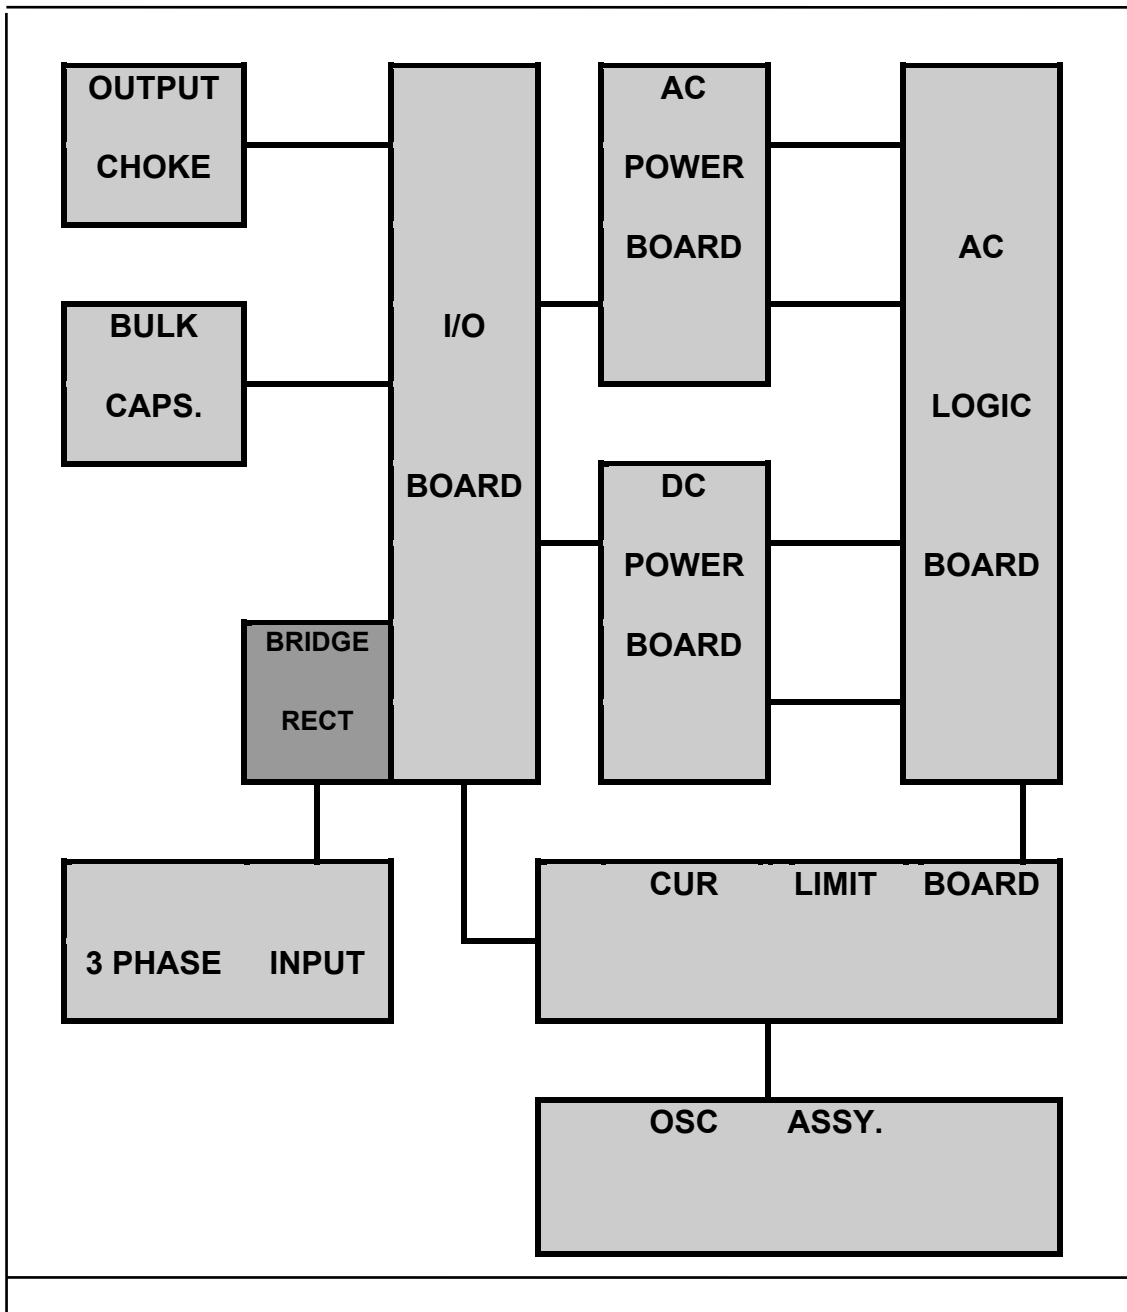 OUTPUT
CHOKE
BULK
CAPS.
I/O
BOARD
AC
POWER
BOARD
DC
POWER
BOARD
AC
LOGIC
BOARD
BRIDGE
RECT
3 PHASE INPUT
CUR LIMIT BOARD
OSC ASSY.